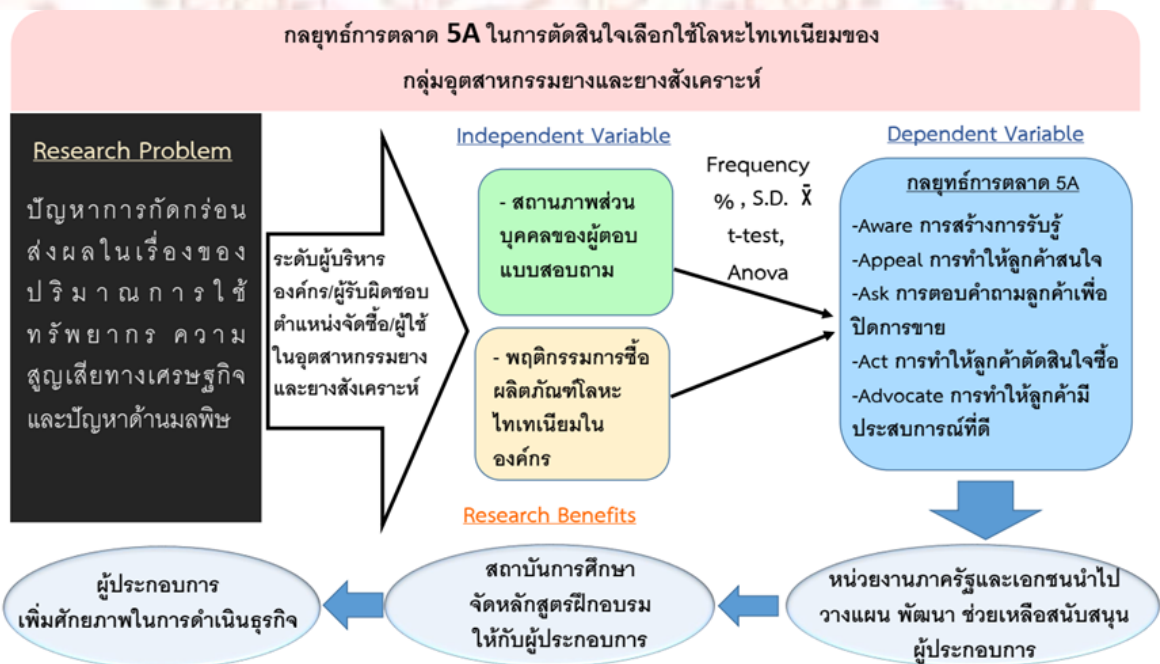 กลยุทธ์การตลาด 5A ในการตัดสินใจเลือกใช้โลหะไทเทเนียมของ
กลุ่มอุตสาหกรรมยางและยางสังเคราะห์
Research Problem
ปัญหาการกัดกร่อน
ส่งผลในเรื่องของ
ปริมาณการใช้
ทรัพยากร ความ
สูญเสียทางเศรษฐกิจ
และปัญหาด้านมลพิษ
ระดับผู้บริหาร
องค์กร/ผู้รับผิดชอบ
ตำแหน่งจัดซื้อ/ผู้ใช้
ในอุตสาหกรรมยาง
และยางสังเคราะห์
Independent Variable
- สถานภาพส่วน
บุคคลของผู้ตอบ
แบบสอบถาม
- พฤติกรรมการซื้อ
ผลิตภัณฑ์โลหะ
ไทเทเนียมใน
องค์กร
Frequency
% , S.D. x̄
t-test,
Anova
Dependent Variable
กลยุทธ์การตลาด 5A
-Aware การสร้างการรับรู้
-Appeal การทำให้ลูกค้าสนใจ
-Ask การตอบคำถามลูกค้าเพื่อ
ปิดการขาย
-Act การทำให้ลูกค้าตัดสินใจซื้อ
-Advocate การทำให้ลูกค้ามี
ประสบการณ์ที่ดี
Research Benefits
หน่วยงานภาครัฐและเอกชนนำไป
วางแผน พัฒนา ช่วยเหลือสนับสนุน
ผู้ประกอบการ
สถาบันการศึกษา
จัดหลักสูตรฝึกอบรม
ให้กับผู้ประกอบการ
ผู้ประกอบการ
เพิ่มศักยภาพในการดำเนินธุรกิจ